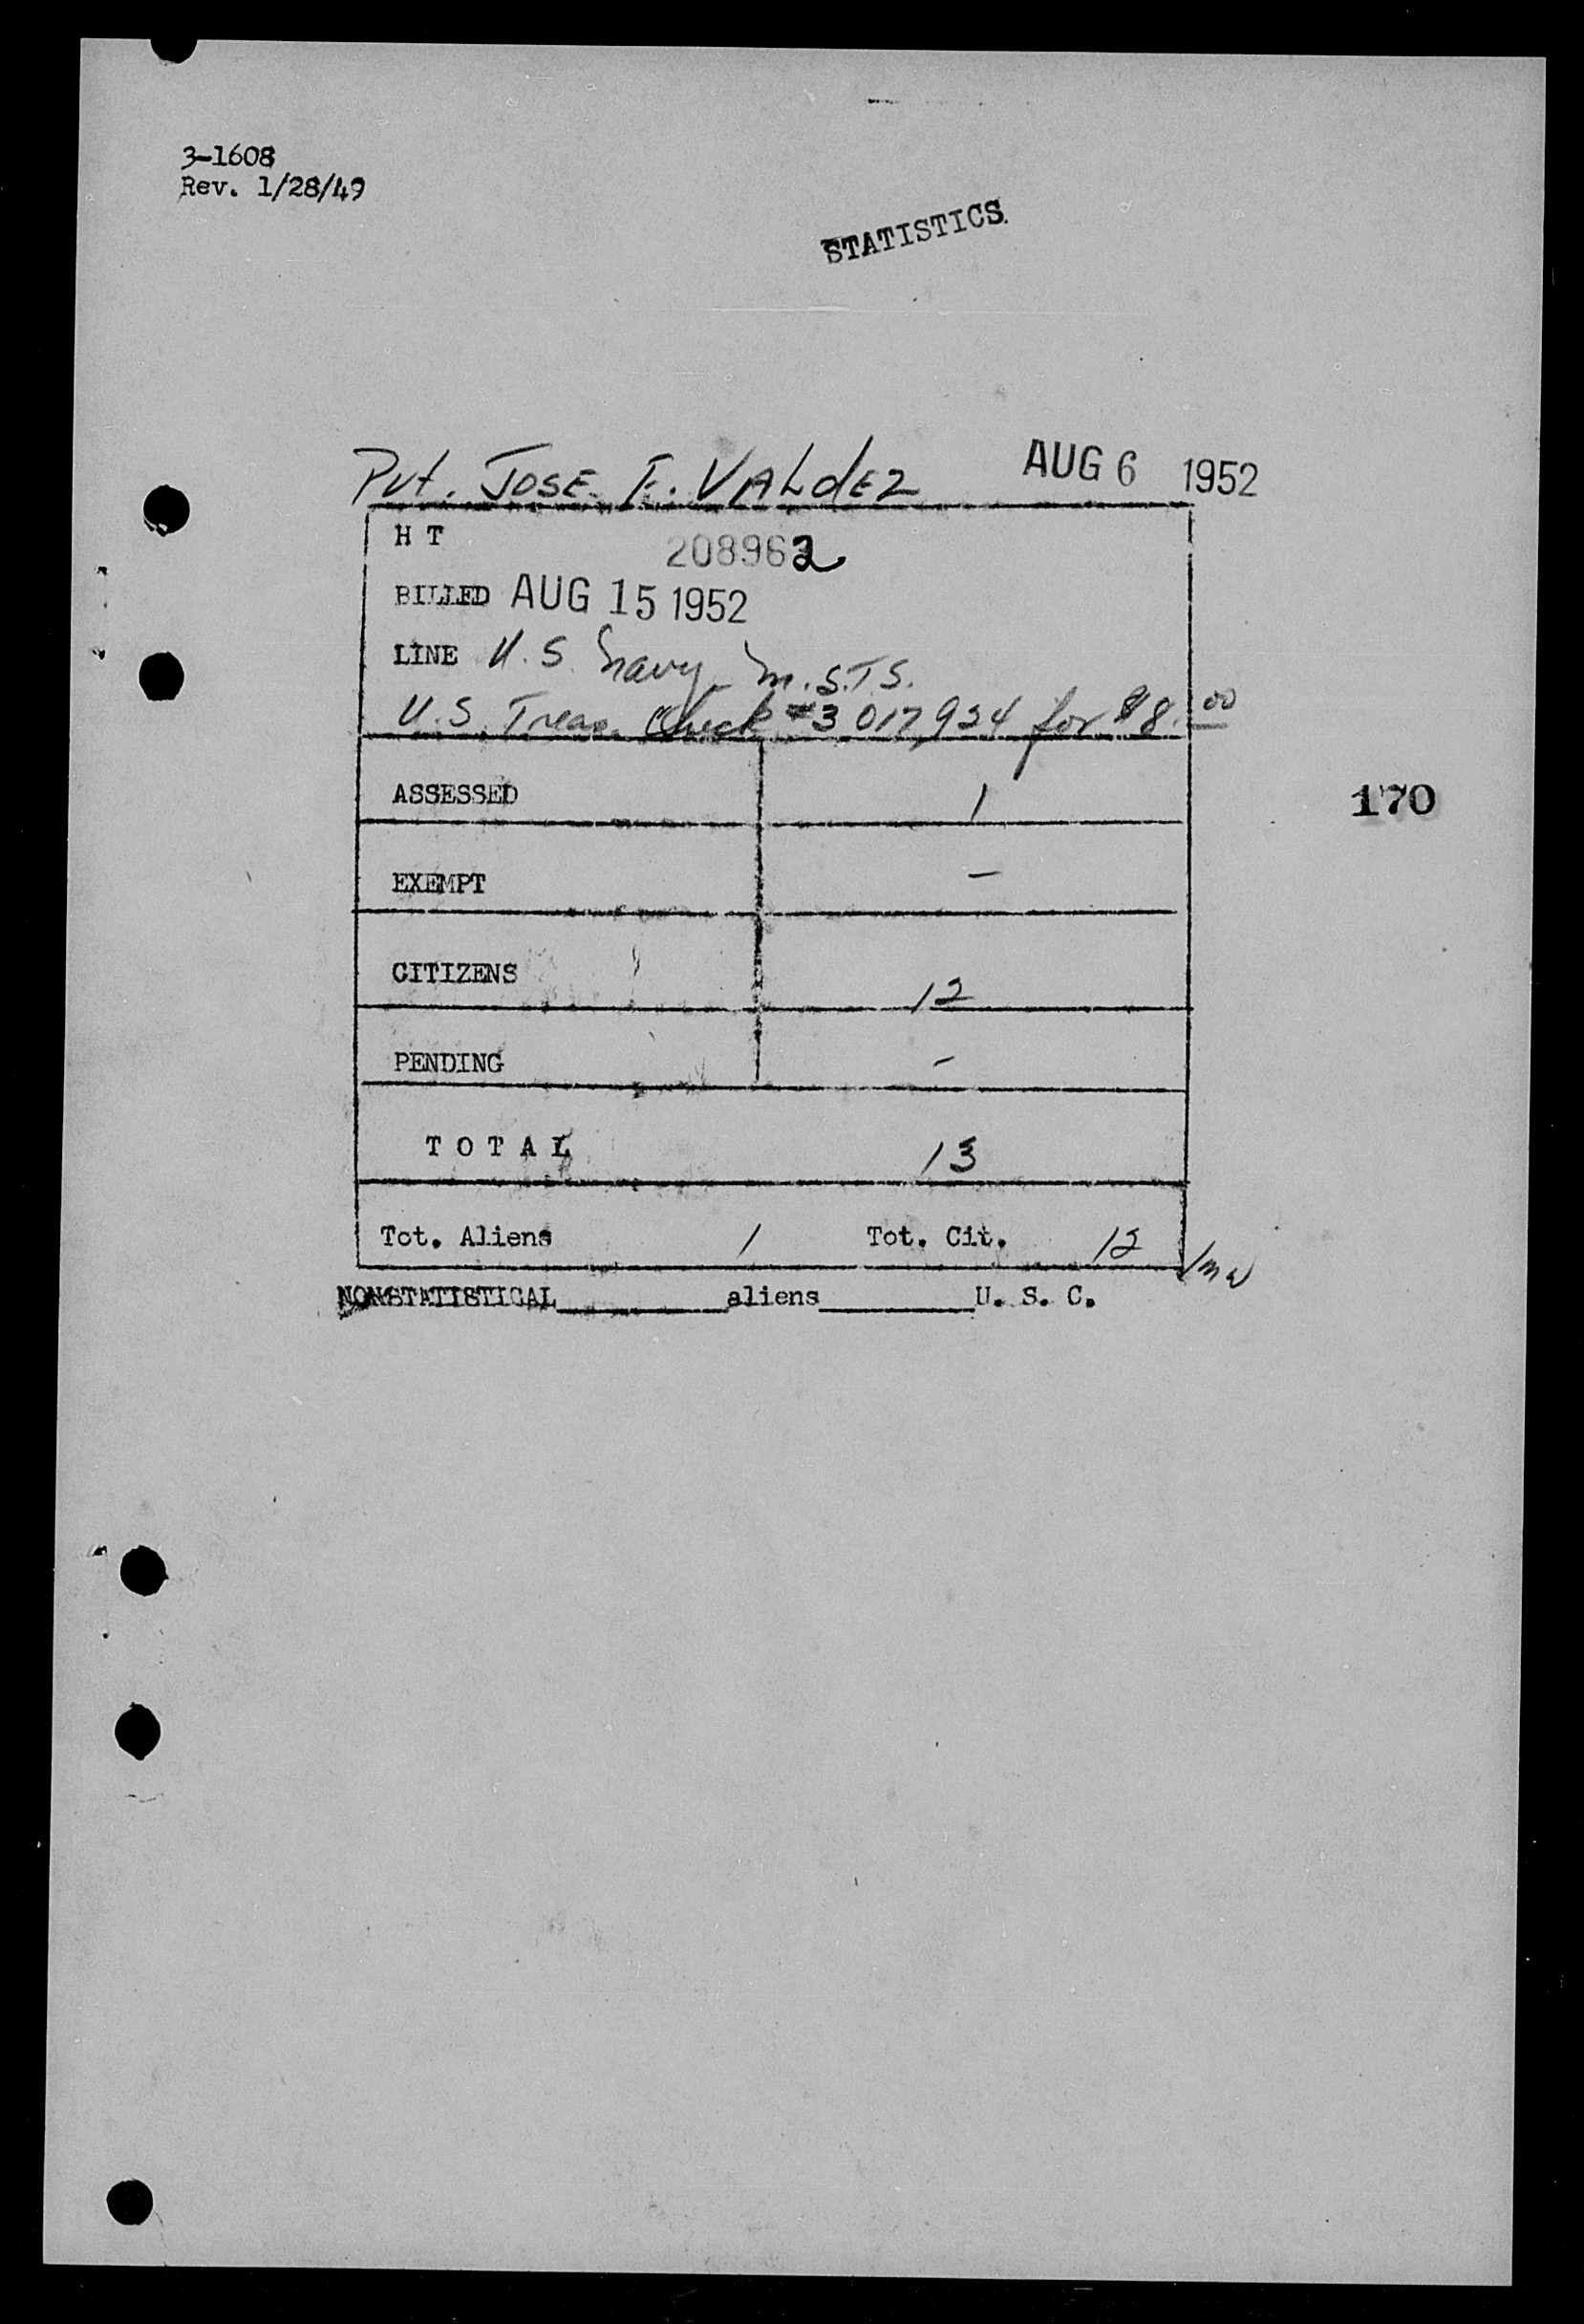 3-1608
Rev. 1/28/49
STATISTICS
Pvt. JOSE F. VALdEZ AUG 6 1952
H T 208962
BILLED AUG 15 1952
LINE U.S. Navy M.S.T.S.
U.S. Treas. Check #3 017,934 for $8.00
ASSESSED 1
170
EXEMPT -
CITIZENS 12
PENDING -
T O T A L 13
Tot. Aliens 1 Tot. Cit. 12
NONSTATISTICAL aliens U. S. C.